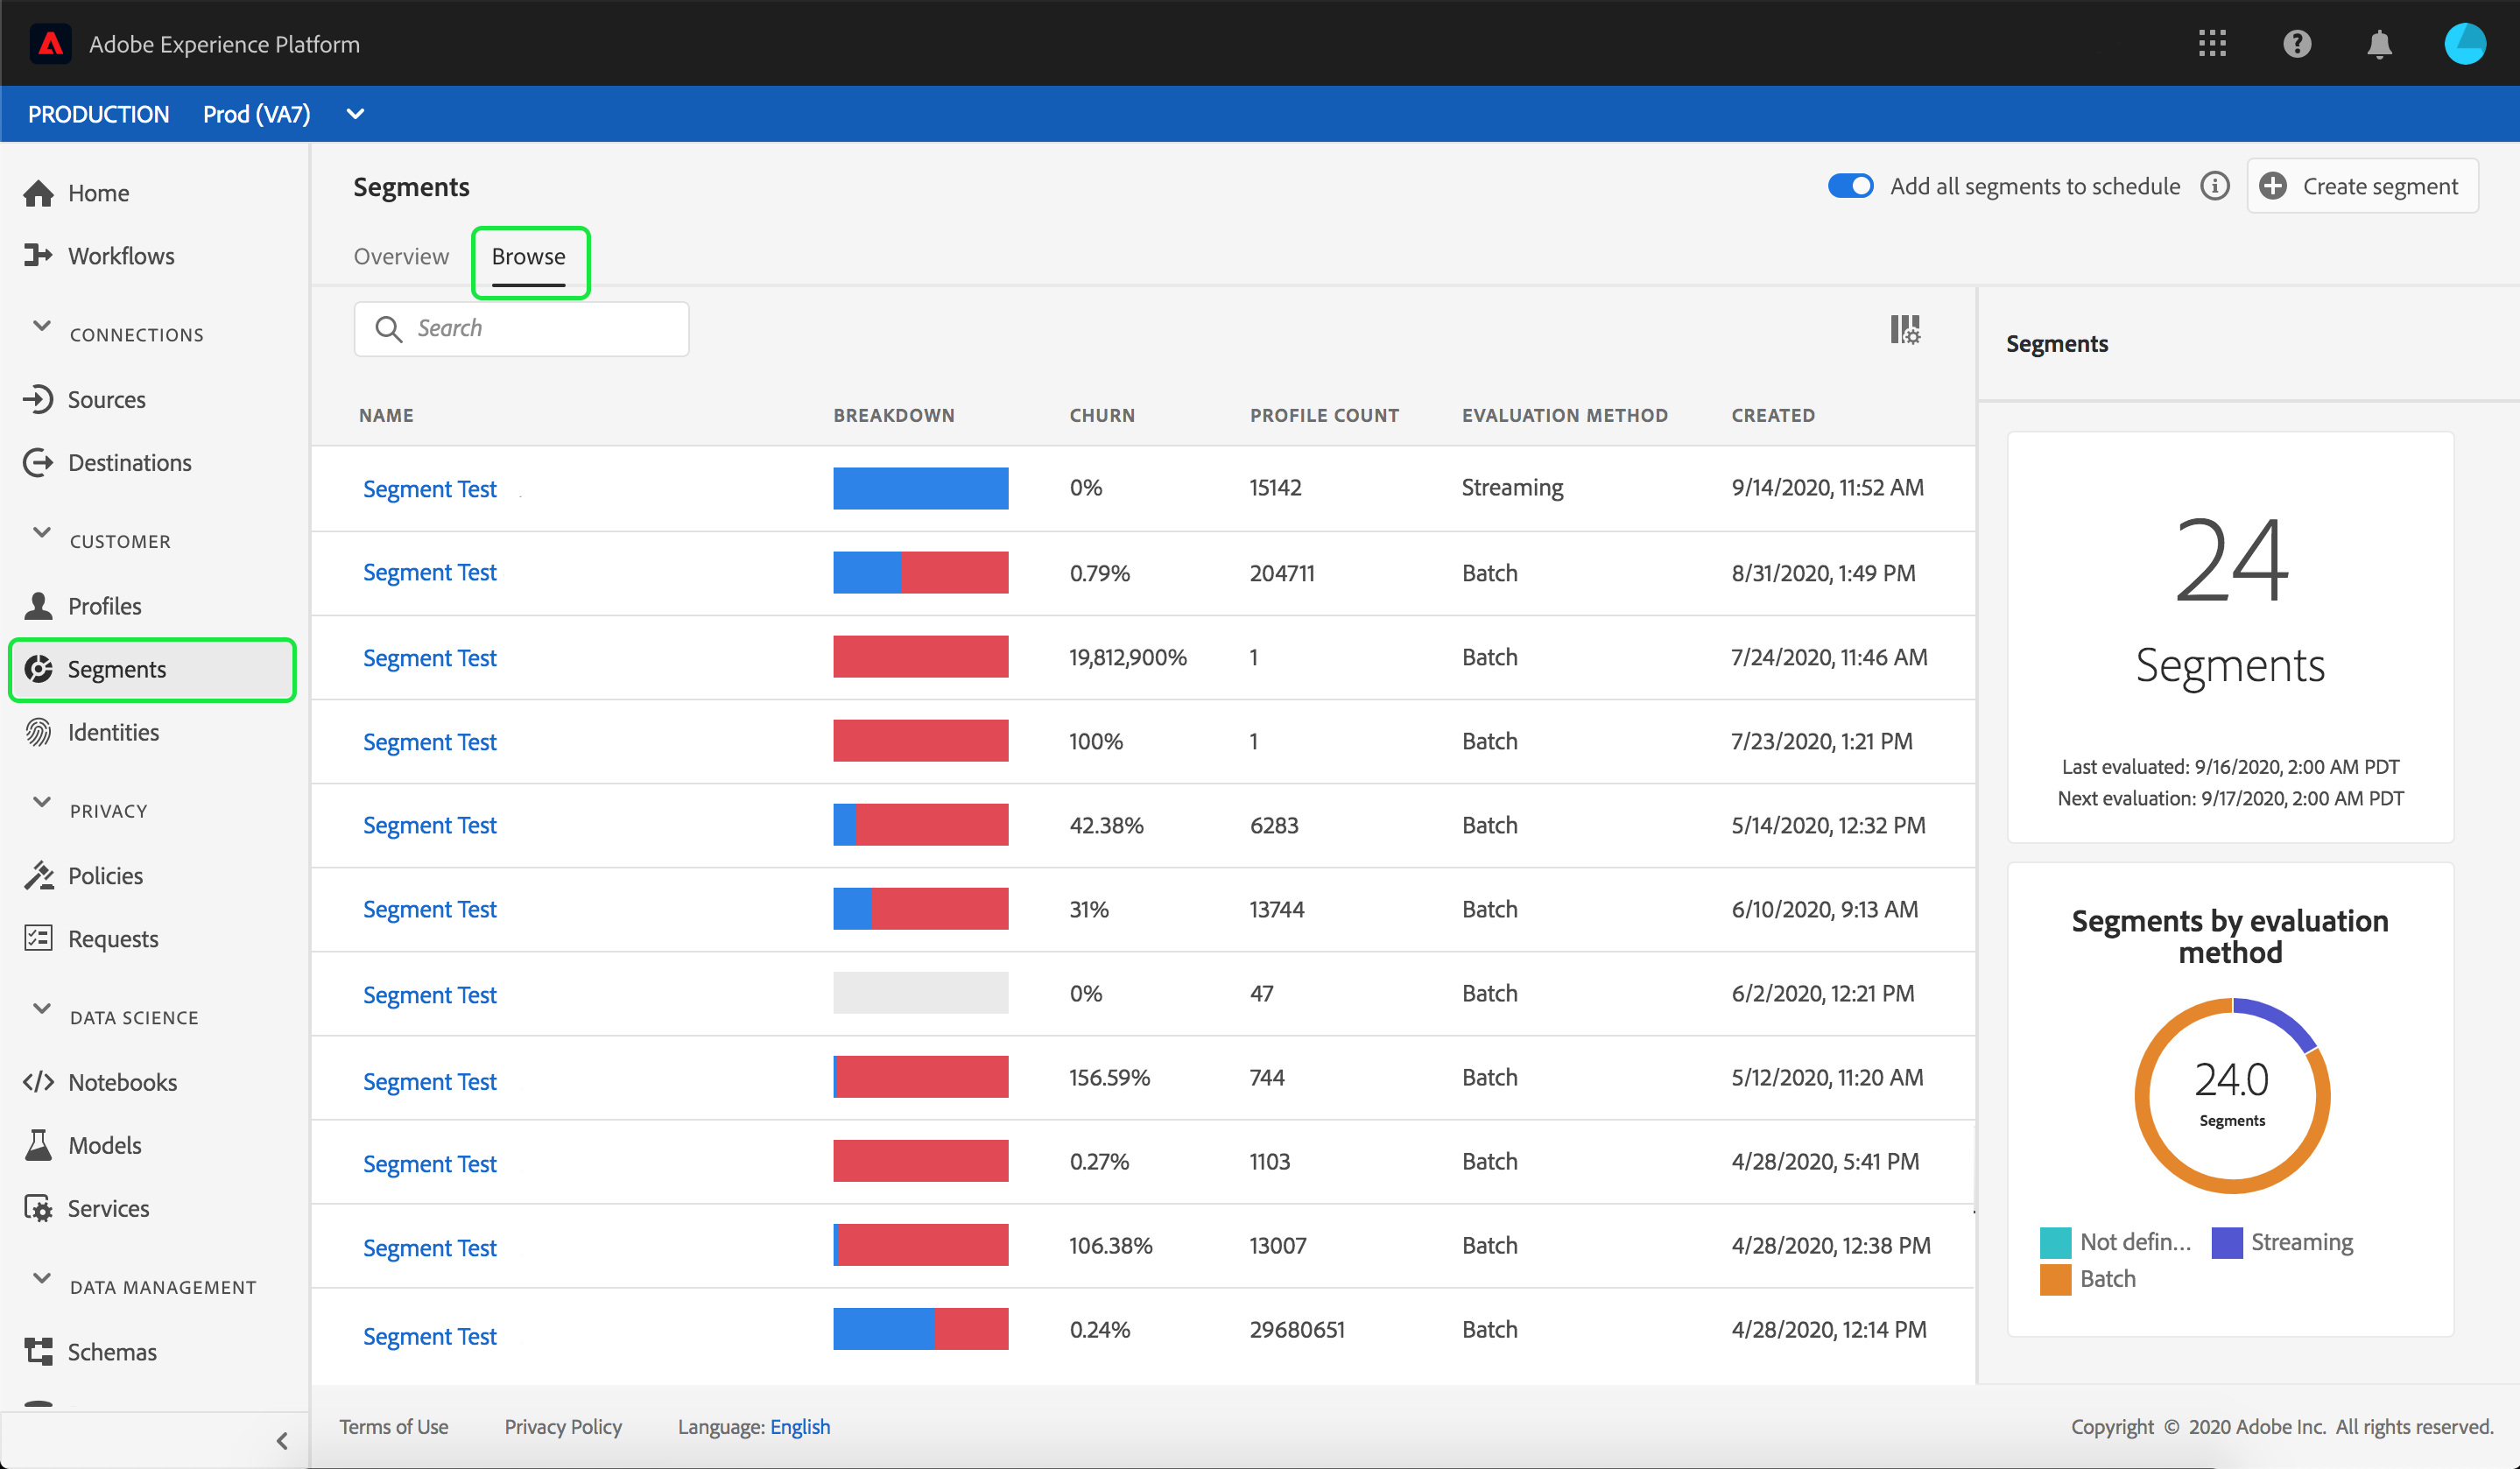 Adobe Experience Platform
PRODUCTION Prod (VA7)
Home
Workflows
CONNECTIONS
Sources
Destinations
CUSTOMER
Profiles
Segments
Identities
PRIVACY
Policies
Requests
DATA SCIENCE
Notebooks
Models
Services
DATA MANAGEMENT
Schemas
Segments
Add all segments to schedule
Create segment
Overview Browse
Search
NAME BREAKDOWN CHURN PROFILE COUNT EVALUATION METHOD CREATED
Segment Test 0% 15142 Streaming 9/14/2020, 11:52 AM
Segment Test 0.79% 204711 Batch 8/31/2020, 1:49 PM
Segment Test 19,812,900% 1 Batch 7/24/2020, 11:46 AM
Segment Test 100% 1 Batch 7/23/2020, 1:21 PM
Segment Test 42.38% 6283 Batch 5/14/2020, 12:32 PM
Segment Test 31% 13744 Batch 6/10/2020, 9:13 AM
Segment Test 0% 47 Batch 6/2/2020, 12:21 PM
Segment Test 156.59% 744 Batch 5/12/2020, 11:20 AM
Segment Test 0.27% 1103 Batch 4/28/2020, 5:41 PM
Segment Test 106.38% 13007 Batch 4/28/2020, 12:38 PM
Segment Test 0.24% 29680651 Batch 4/28/2020, 12:14 PM
Segments
24
Segments
Last evaluated: 9/16/2020, 2:00 AM PDT
Next evaluation: 9/17/2020, 2:00 AM PDT
Segments by evaluation
method
24.0
Segments
Not defin... Streaming
Batch
Terms of Use Privacy Policy Language: English
Copyright © 2020 Adobe Inc. All rights reserved.